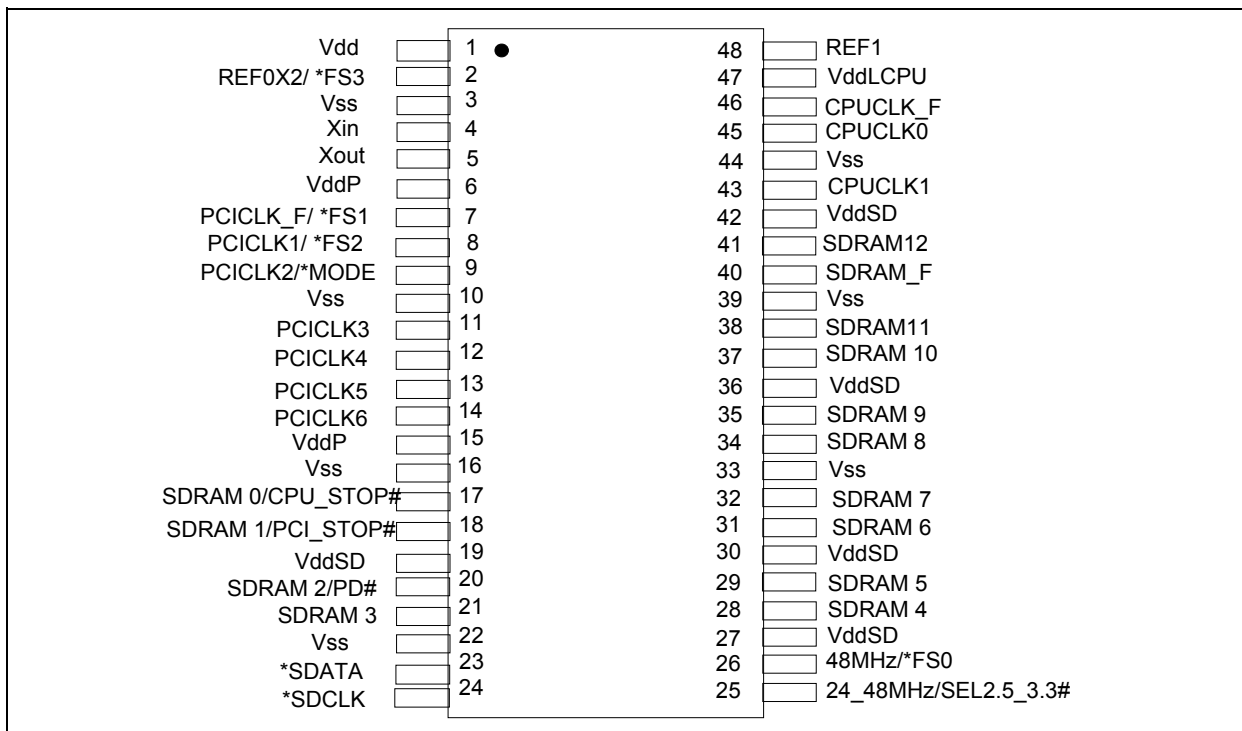 Vdd 1 48 REF1
REF0X2/ *FS3 2 47 VddLCPU
Vss 3 46 CPUCLK_F
Xin 4 45 CPUCLK0
Xout 5 44 Vss
VddP 6 43 CPUCLK1
PCICLK_F/ *FS1 7 42 VddSD
PCICLK1/ *FS2 8 41 SDRAM12
PCICLK2/*MODE 9 40 SDRAM_F
Vss 10 39 Vss
PCICLK3 11 38 SDRAM11
PCICLK4 12 37 SDRAM 10
PCICLK5 13 36 VddSD
PCICLK6 14 35 SDRAM 9
VddP 15 34 SDRAM 8
Vss 16 33 Vss
SDRAM 0/CPU_STOP# 17 32 SDRAM 7
SDRAM 1/PCI_STOP# 18 31 SDRAM 6
VddSD 19 30 VddSD
SDRAM 2/PD# 20 29 SDRAM 5
SDRAM 3 21 28 SDRAM 4
Vss 22 27 VddSD
*SDATA 23 26 48MHz/*FS0
*SDCLK 24 25 24_48MHz/SEL2.5_3.3#